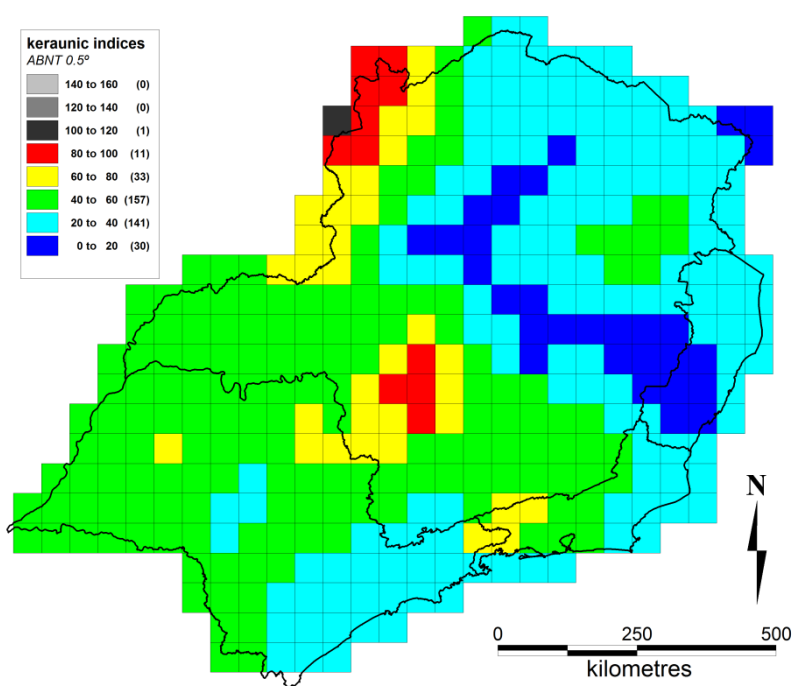 keraunic indices
ABNT 0.5º
140 to 160 (0)
120 to 140 (0)
100 to 120 (1)
80 to 100 (11)
60 to 80 (33)
40 to 60 (157)
20 to 40 (141)
0 to 20 (30)
N
0 250 500
kilometres